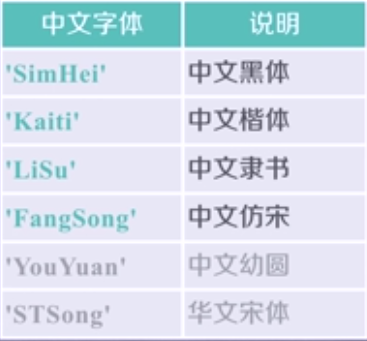 中文字体 说明
'SimHei' 中文黑体
'Kaiti' 中文楷体
'LiSu' 中文隶书
'FangSong' 中文仿宋
'YouYuan' 中文幼圆
'STSong' 华文宋体